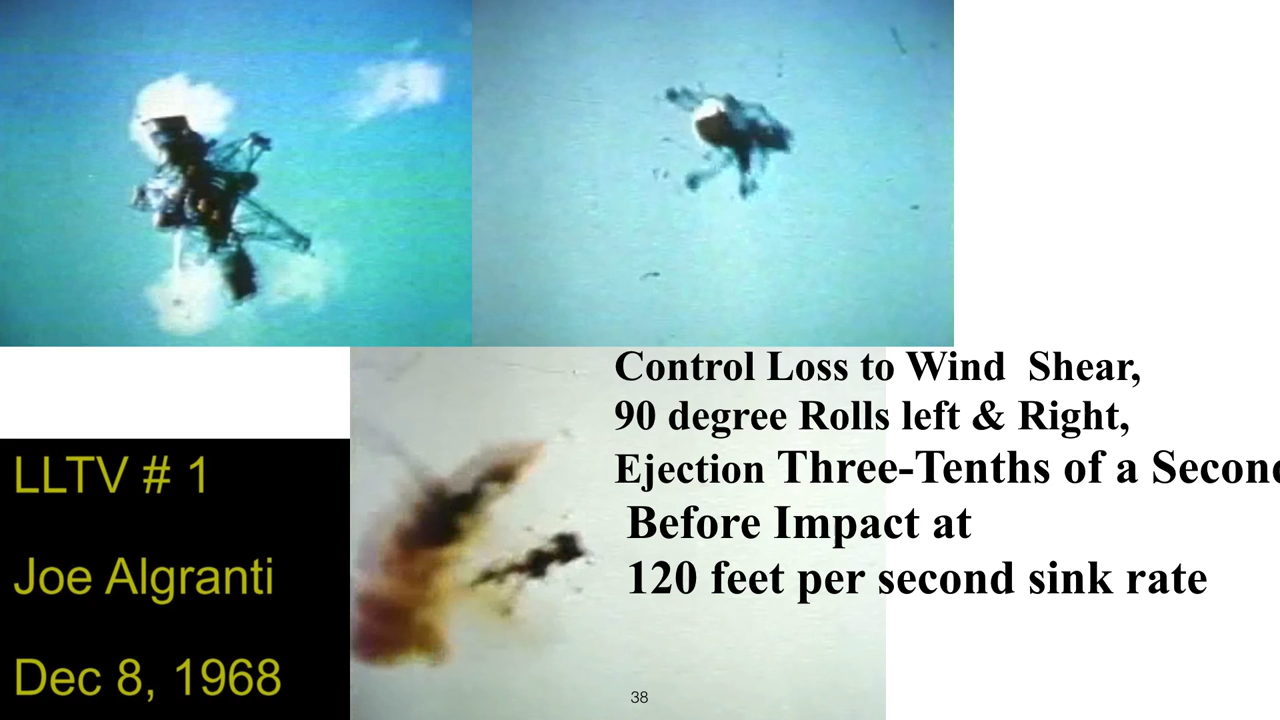 Control Loss to Wind  Shear,
90 degree Rolls left & Right,
Ejection Three-Tenths of a Secon
Before Impact at
120 feet per second sink rate
LLTV # 1
Joe Algranti
Dec 8, 1968
38